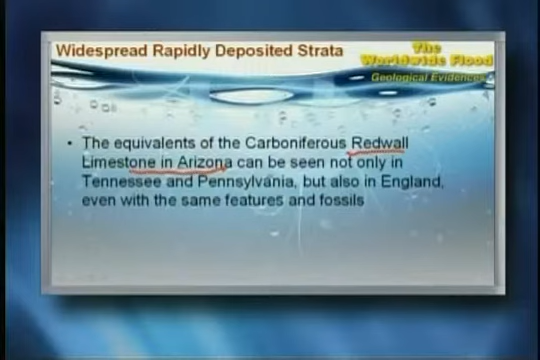 Widespread Rapidly Deposited Strata
The
Worldwide Flood
Geological Evidences
• The equivalents of the Carboniferous Redwall
Limestone in Arizona can be seen not only in
Tennessee and Pennsylvania, but also in England,
even with the same features and fossils